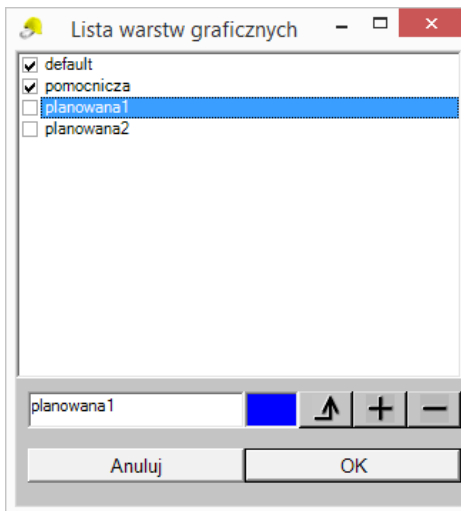 Lista warstw graficznych
default
pomocnicza
planowana1
planowana2
planowana1
Anuluj
OK